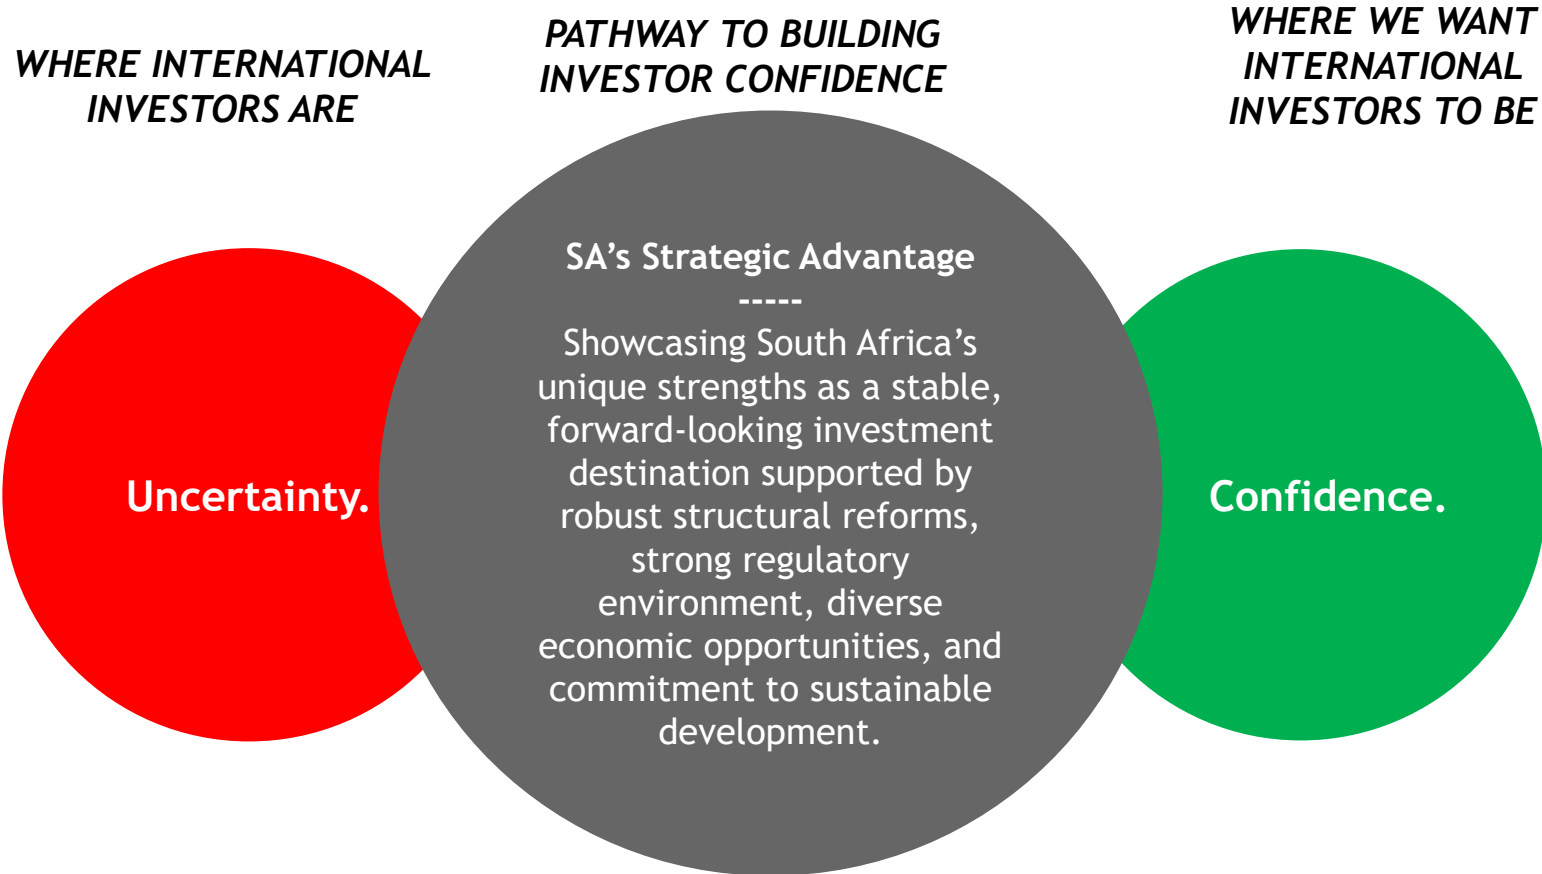 WHERE INTERNATIONAL
INVESTORS ARE
PATHWAY TO BUILDING
INVESTOR CONFIDENCE
WHERE WE WANT
INTERNATIONAL
INVESTORS TO BE
Uncertainty.
SA’s Strategic Advantage
-----
Showcasing South Africa’s
unique strengths as a stable,
forward-looking investment
destination supported by
robust structural reforms,
strong regulatory
environment, diverse
economic opportunities, and
commitment to sustainable
development.
Confidence.